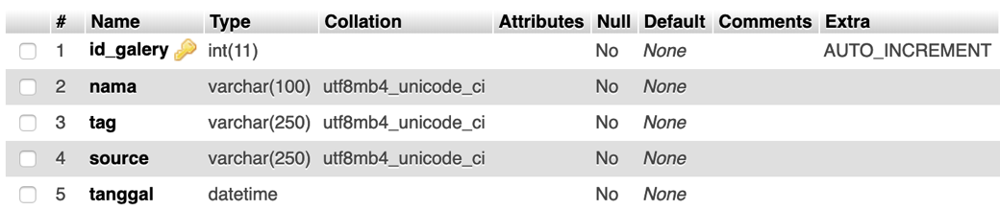 # Name Type Collation Attributes Null Default Comments Extra
1 id_galery int(11) No None AUTO_INCREMENT
2 nama varchar(100) utf8mb4_unicode_ci No None
3 tag varchar(250) utf8mb4_unicode_ci No None
4 source varchar(250) utf8mb4_unicode_ci No None
5 tanggal datetime No None